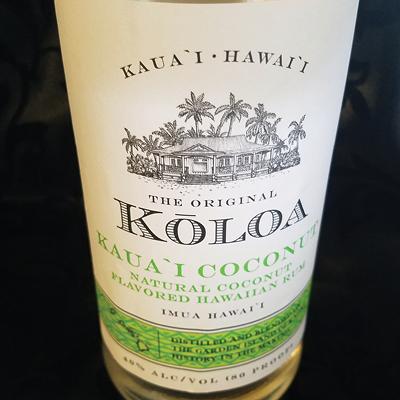 KAUA`I · HAWAI`I
THE ORIGINAL
KŌLOA
KAUA`I COCONUT
NATURAL COCONUT
FLAVORED HAWAIIAN RUM
IMUA HAWAI`I
DISTILLED AND BLENDED IN
THE GARDEN ISLAND
HISTORY IN THE MAKING
40% ALC/VOL (80 PROOF)